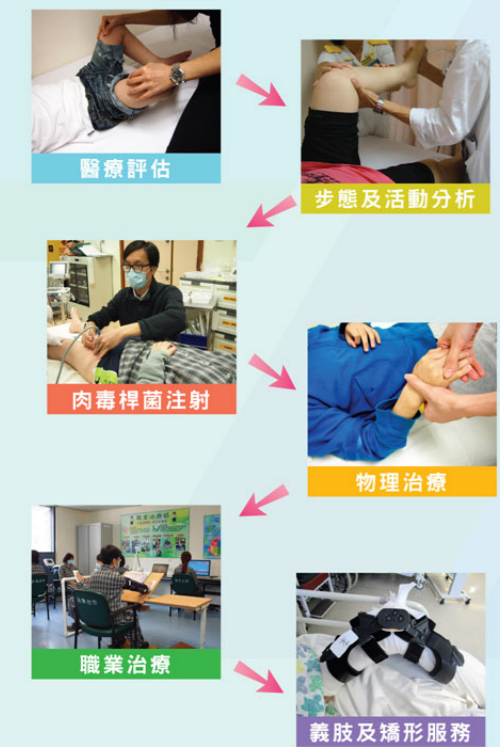 醫療評估
步態及活動分析
肉毒桿菌注射
物理治療
職業治療
義肢及矯形服務